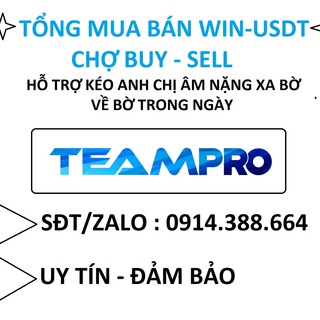 TỔNG MUA BÁN WIN-USDT
CHỢ BUY - SELL
HỖ TRỢ KÉO ANH CHỊ ÂM NẶNG XA BỜ
VỀ BỜ TRONG NGÀY
TEAMPRO
SĐT/ZALO : 0914.388.664
UY TÍN - ĐẢM BẢO